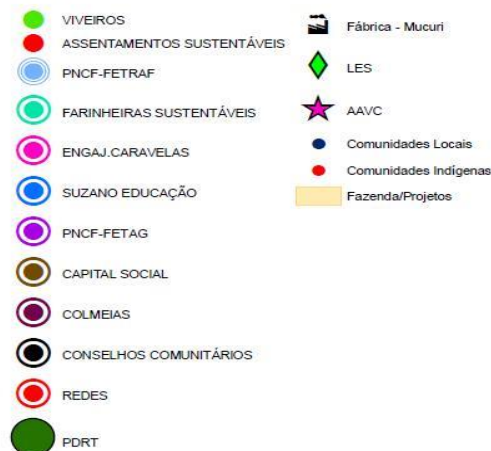 VIVEIROS
ASSENTAMENTOS SUSTENTÁVEIS
PNCF-FETRAF
FARINHEIRAS SUSTENTÁVEIS
ENGAJ.CARAVELAS
SUZANO EDUCAÇÃO
PNCF-FETAG
CAPITAL SOCIAL
COLMEIAS
CONSELHOS COMUNITÁRIOS
REDES
PDRT
Fábrica - Mucuri
LES
AAVC
Comunidades Locais
Comunidades Indígenas
Fazenda/Projetos